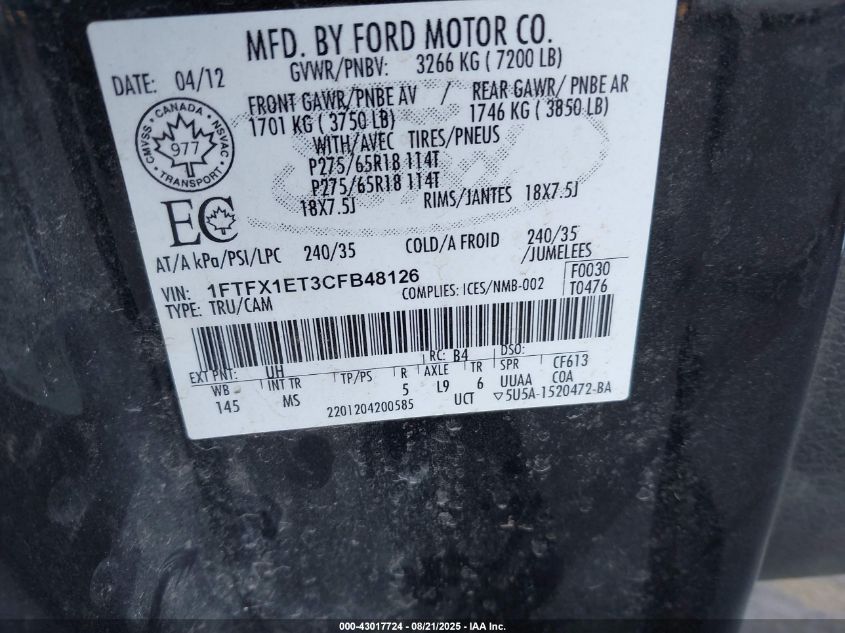 MFD. BY FORD MOTOR CO.
DATE: 04/12 GVWR/PNBV: 3266 KG ( 7200 LB)
FRONT GAWR/PNBE AV / REAR GAWR/ PNBE AR
1701 KG ( 3750 LB) 1746 KG ( 3850 LB)
WITH/AVEC TIRES/PNEUS
P275/65R18 114T
P275/65R18 114T
18X7.5J RIMS/JANTES 18X7.5J
CANADA
CMVSS NSVAC
977
TRANSPORT
EC
AT/A kPa/PSI/LPC 240/35 COLD/A FROID 240/35
/JUMELEES
VIN: 1FTFX1ET3CFB48126 COMPLIES: ICES/NMB-002 F0030
TYPE: TRU/CAM T0476
EXT PNT: UH RC: B4 DSO: CF613
WB INT TR TP/PS R AXLE TR SPR COA
145 MS 5 L9 6 UUAA
2201204200585 UCT ▽5U5A-1520472-BA
000-43017724 - 08/21/2025 - IAA Inc.